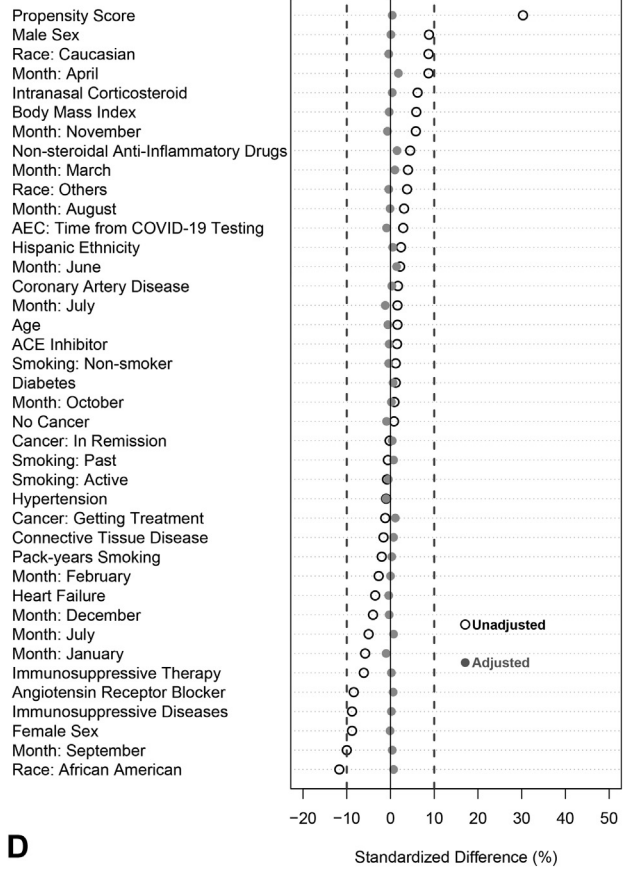 Propensity Score
Male Sex
Race: Caucasian
Month: April
Intranasal Corticosteroid
Body Mass Index
Month: November
Non-steroidal Anti-Inflammatory Drugs
Month: March
Race: Others
Month: August
AEC: Time from COVID-19 Testing
Hispanic Ethnicity
Month: June
Coronary Artery Disease
Month: July
Age
ACE Inhibitor
Smoking: Non-smoker
Diabetes
Month: October
No Cancer
Cancer: In Remission
Smoking: Past
Smoking: Active
Hypertension
Cancer: Getting Treatment
Connective Tissue Disease
Pack-years Smoking
Month: February
Heart Failure
Month: December
Unadjusted
Month: July
Month: January
Adjusted
Immunosuppressive Therapy
Angiotensin Receptor Blocker
Immunosuppressive Diseases
Female Sex
Month: September
Race: African American
−20 −10 0 10 20 30 40 50
D
Standardized Difference (%)